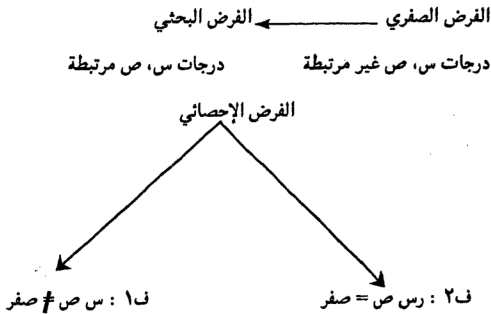 الفرض الصفري الفرض البحثي
درجات س، ص غير مرتبطة درجات س، ص مرتبطة
الفرض الإحصائي
ف٢ : رس ص = صفر ف١ : س ص ≠ صفر